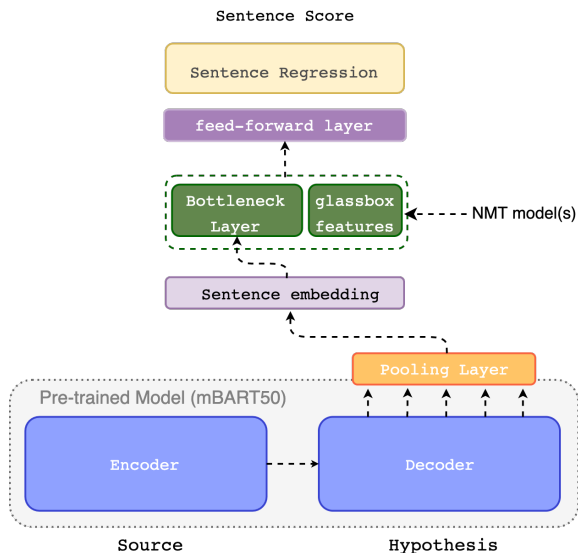 Sentence Score
Sentence Regression
feed-forward layer
Bottleneck
Layer
glassbox
features
NMT model(s)
Sentence embedding
Pooling Layer
Pre-trained Model (mBART50)
Encoder
Decoder
Source
Hypothesis